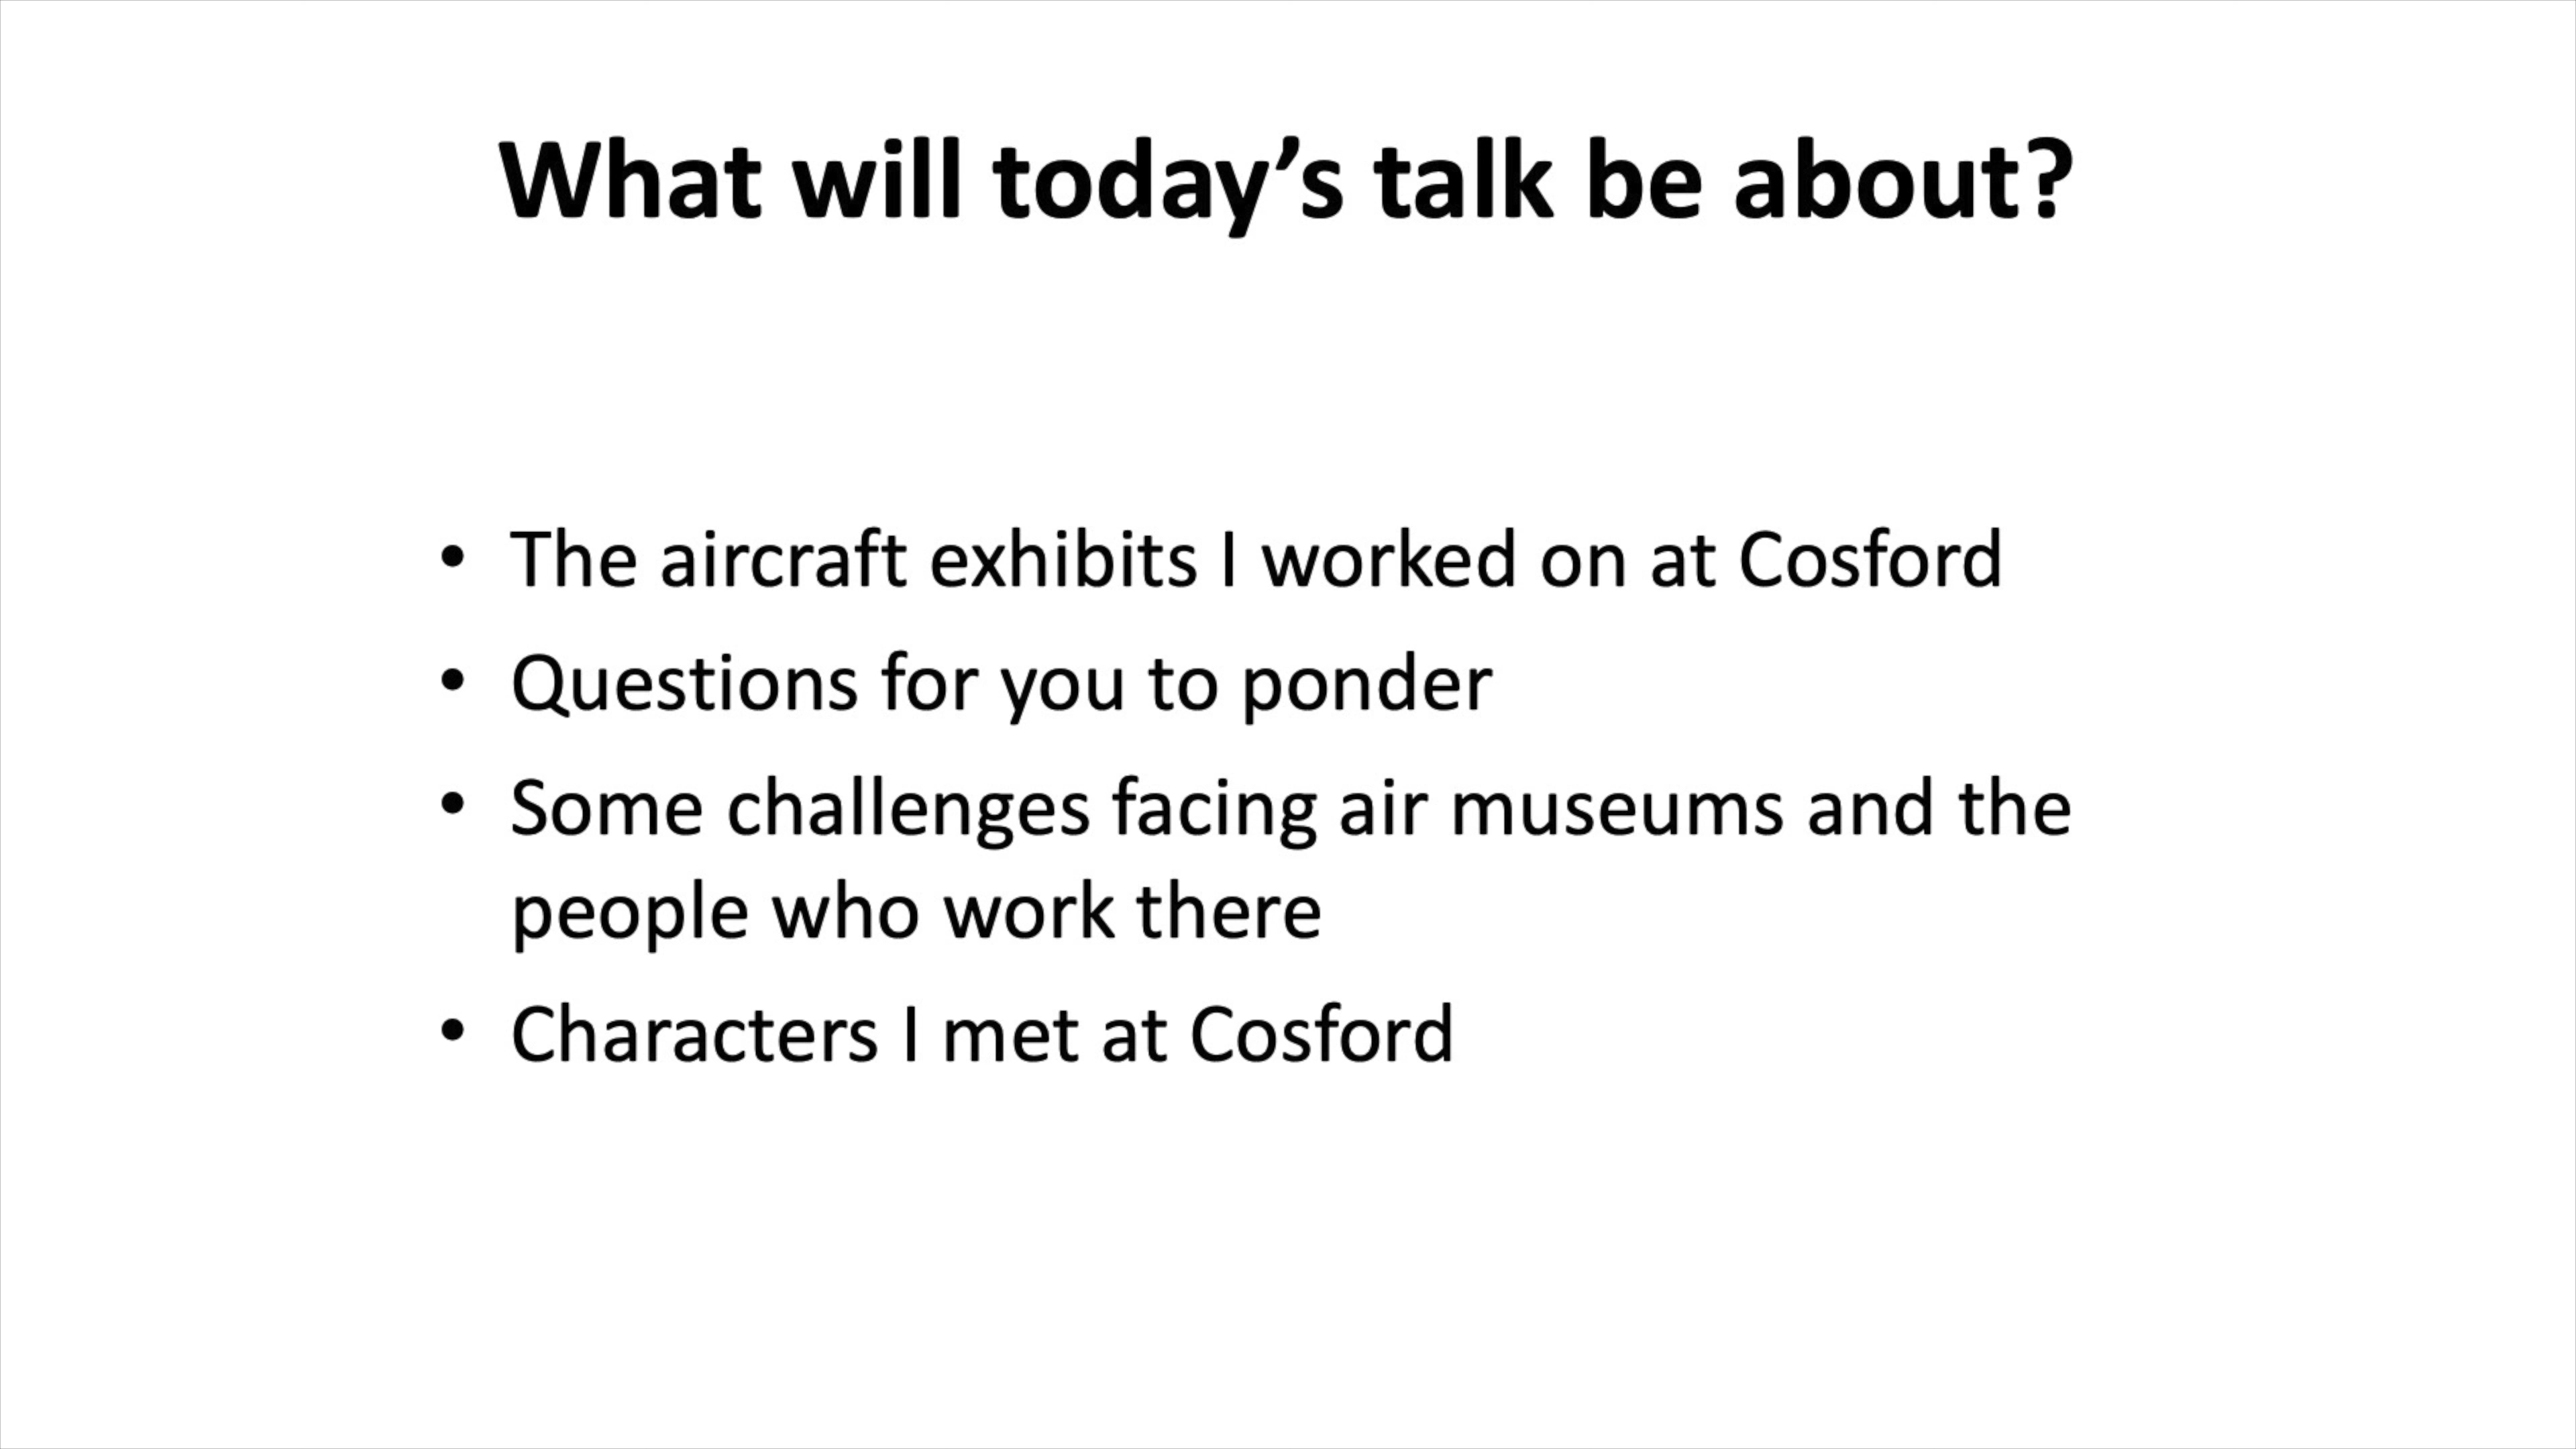 What will today’s talk be about?
• The aircraft exhibits I worked on at Cosford
• Questions for you to ponder
• Some challenges facing air museums and the
people who work there
• Characters I met at Cosford